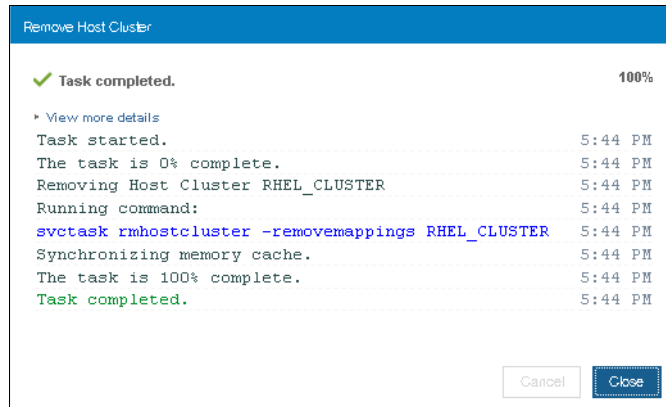 Remove Host Cluster
Task completed. 100%
View more details
Task started. 5:44 PM
The task is 0% complete. 5:44 PM
Removing Host Cluster RHEL_CLUSTER 5:44 PM
Running command: 5:44 PM
svctask rmhostcluster -removemappings RHEL_CLUSTER 5:44 PM
Synchronizing memory cache. 5:44 PM
The task is 100% complete. 5:44 PM
Task completed. 5:44 PM
Cancel Close